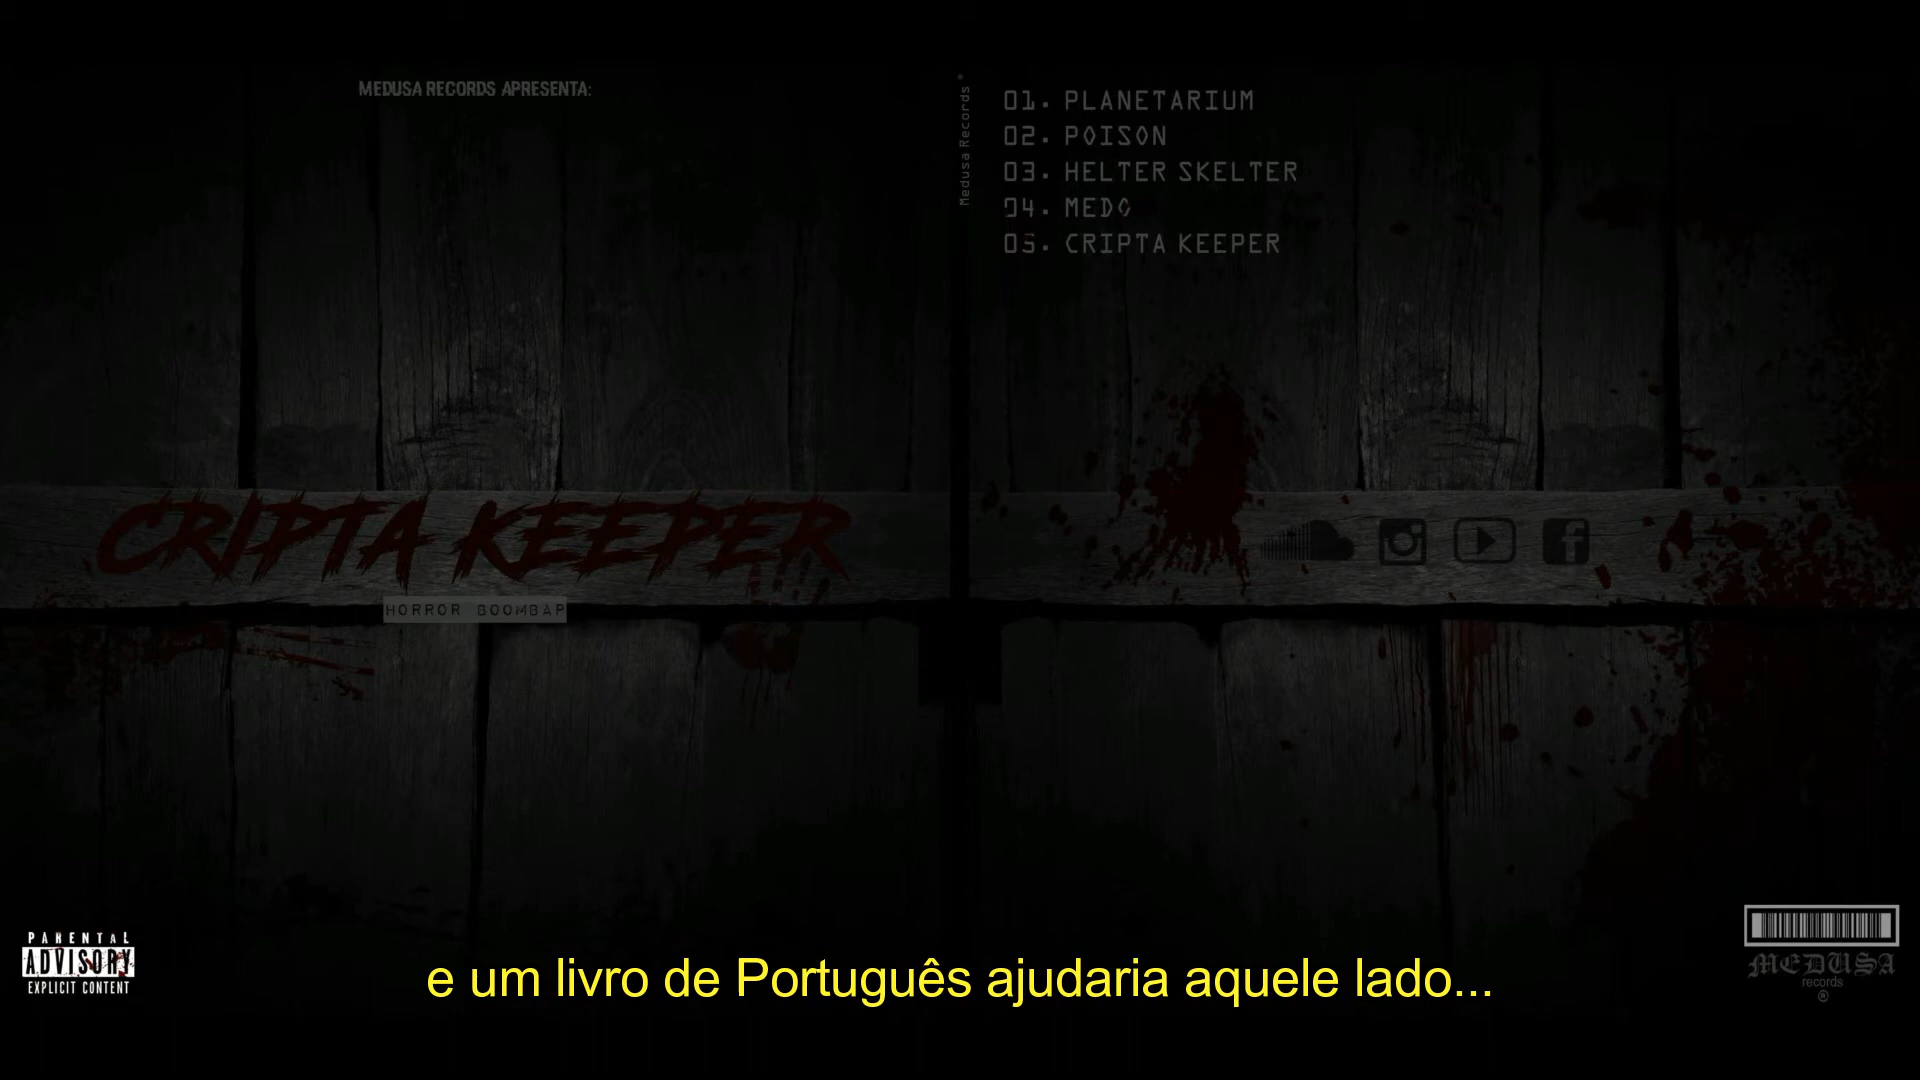 MEDUSA RECORDS APRESENTA:
Medusa Records ®
01. PLANETARIUM
02. POISON
03. HELTER SKELTER
04. MEDO
05. CRIPTA KEEPER
CRIPTA KEEPER
HORROR BOOMBAP
PARENTAL
ADVISORY
EXPLICIT CONTENT
e um livro de Português ajudaria aquele lado...
MEDUSA
records
®